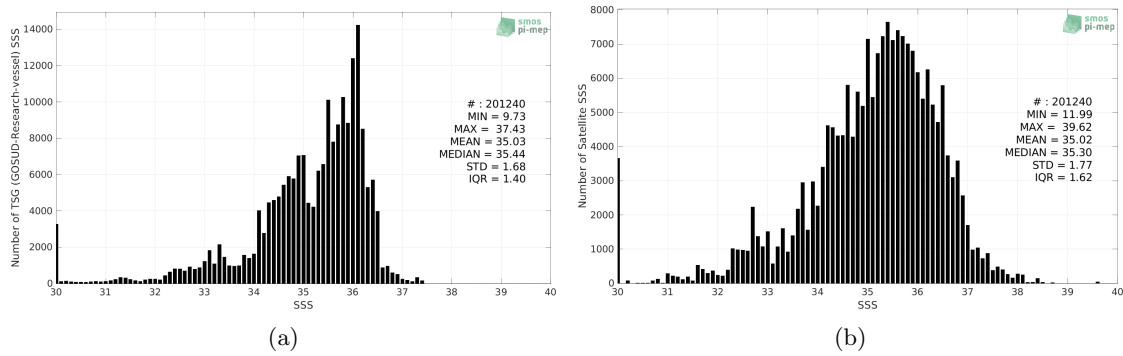 14000
12000
10000
8000
6000
4000
2000
0
Number of TSG (GOSUD-Research-vessel) SSS
smos
pi-mep
# : 201240
MIN = 9.73
MAX = 37.43
MEAN = 35.03
MEDIAN = 35.44
STD = 1.68
IQR = 1.40
30 31 32 33 34 35 36 37 38 39 40
SSS
(a)
8000
7000
6000
5000
4000
3000
2000
1000
0
Number of Satellite SSS
smos
pi-mep
# : 201240
MIN = 11.99
MAX = 39.62
MEAN = 35.02
MEDIAN = 35.30
STD = 1.77
IQR = 1.62
30 31 32 33 34 35 36 37 38 39 40
SSS
(b)